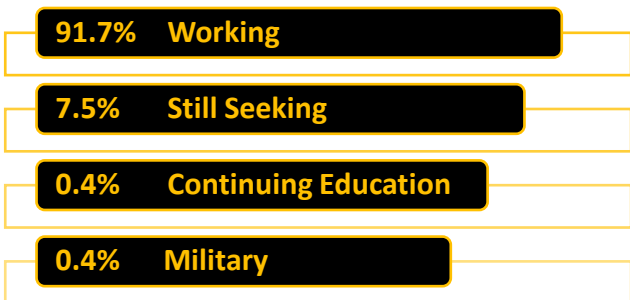 91.7% Working
7.5% Still Seeking
0.4% Continuing Education
0.4% Military